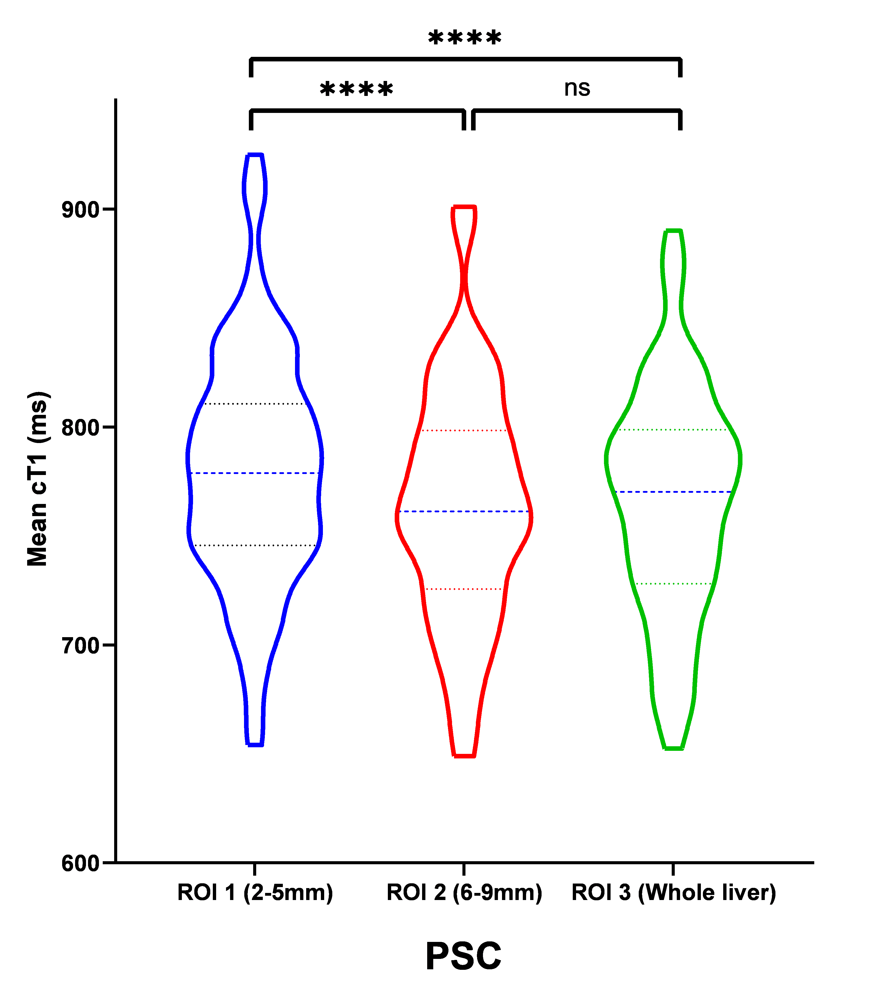 ****
****
ns
900
800
700
600
Mean cT1 (ms)
ROI 1 (2-5mm)
ROI 2 (6-9mm)
ROI 3 (Whole liver)
PSC